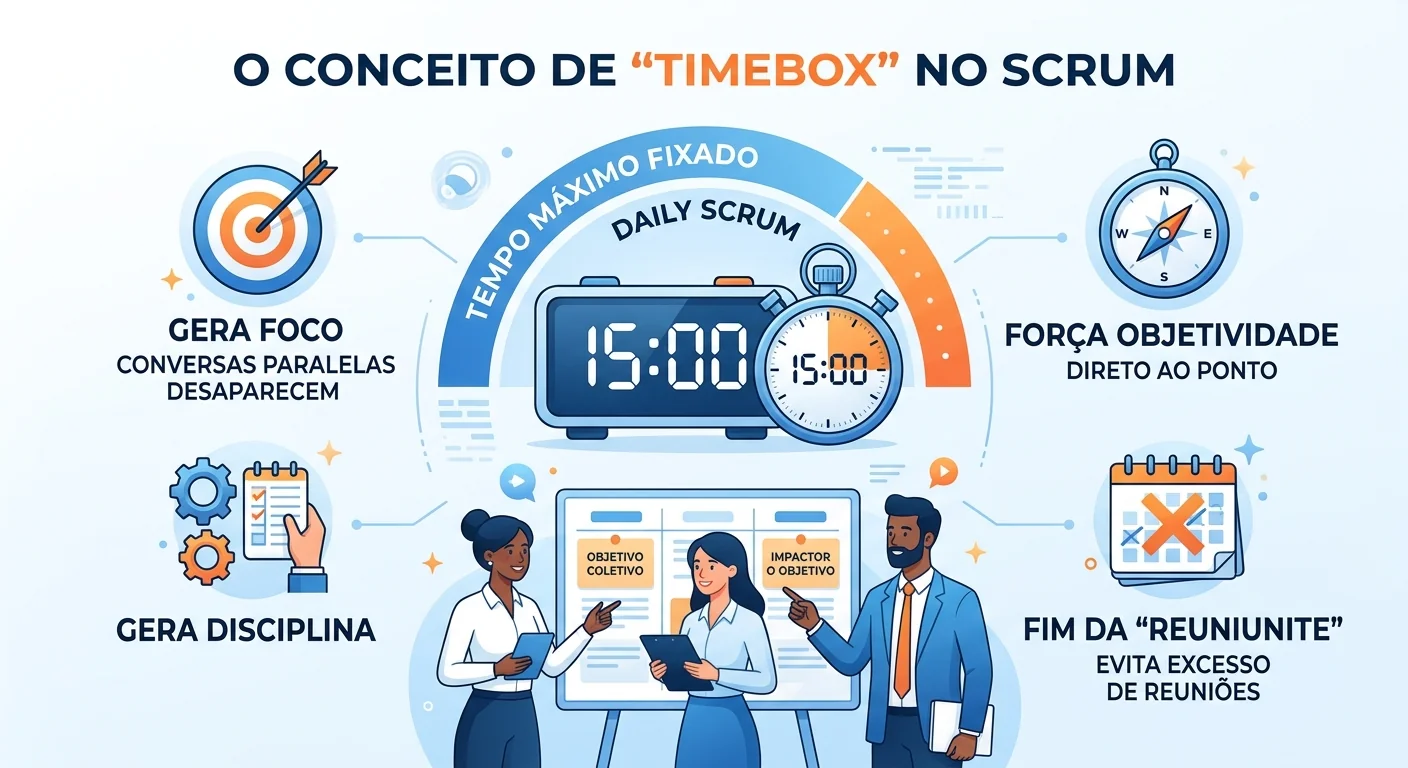 O CONCEITO DE “TIMEBOX” NO SCRUM
TEMPO MÁXIMO FIXADO
DAILY SCRUM
15:00
15:00
GERA FOCO
CONVERSAS PARALELAS
DESAPARECEM
N
W
E
S
FORÇA OBJETIVIDADE
DIRETO AO PONTO
GERA DISCIPLINA
OBJETIVO
COLETIVO
IMPACTOR
O OBJETIVO
FIM DA “REUNIUNITE”
EVITA EXCESSO
DE REUNIÕES